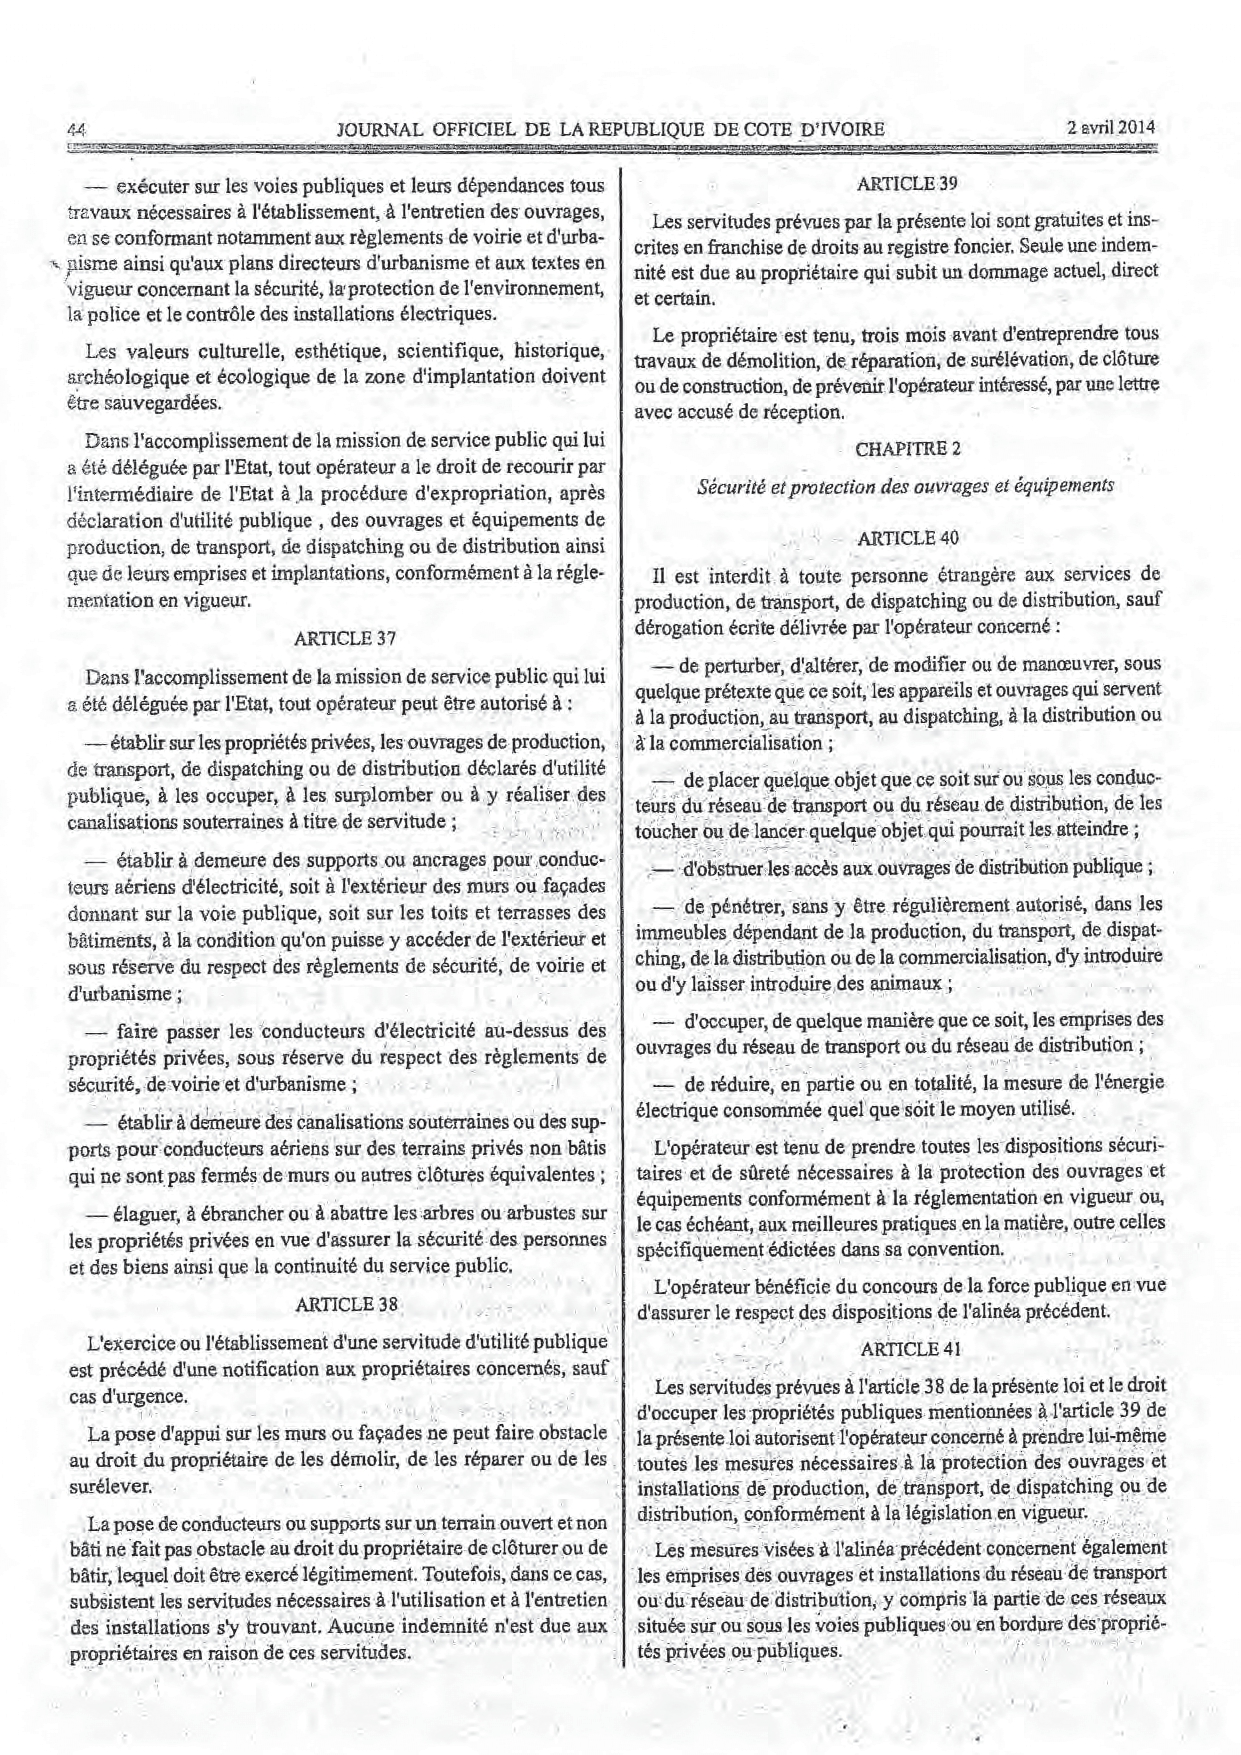 44 JOURNAL OFFICIEL DE LA REPUBLIQUE DE COTE D'IVOIRE 2 avril 2014
— exécuter sur les voies publiques et leurs dépendances tous
travaux nécessaires à l'établissement, à l'entretien des ouvrages,
en se conformant notamment aux règlements de voirie et d'urba-
nisme ainsi qu'aux plans directeurs d'urbanisme et aux textes en
vigueur concernant la sécurité, la protection de l'environnement,
la police et le contrôle des installations électriques.
Les valeurs culturelle, esthétique, scientifique, historique,
archéologique et écologique de la zone d'implantation doivent
être sauvegardées.
Dans l'accomplissement de la mission de service public qui lui
a été déléguée par l'Etat, tout opérateur a le droit de recourir par
l'intermédiaire de l'Etat à la procédure d'expropriation, après
déclaration d'utilité publique , des ouvrages et équipements de
production, de transport, de dispatching ou de distribution ainsi
que de leurs emprises et implantations, conformément à la régle-
mentation en vigueur.
ARTICLE 37
Dans l'accomplissement de la mission de service public qui lui
a été déléguée par l'Etat, tout opérateur peut être autorisé à :
— établir sur les propriétés privées, les ouvrages de production,
de transport, de dispatching ou de distribution déclarés d'utilité
publique, à les occuper, à les surplomber ou à y réaliser des
canalisations souterraines à titre de servitude ;
— établir à demeure des supports ou ancrages pour conduc-
teurs aériens d'électricité, soit à l'extérieur des murs ou façades
donnant sur la voie publique, soit sur les toits et terrasses des
bâtiments, à la condition qu'on puisse y accéder de l'extérieur et
sous réserve du respect des règlements de sécurité, de voirie et
d'urbanisme ;
— faire passer les conducteurs d'électricité au-dessus des
propriétés privées, sous réserve du respect des règlements de
sécurité, de voirie et d'urbanisme ;
— établir à demeure des canalisations souterraines ou des sup-
ports pour conducteurs aériens sur des terrains privés non bâtis
qui ne sont pas fermés de murs ou autres clôtures équivalentes ;
— élaguer, à ébrancher ou à abattre les arbres ou arbustes sur
les propriétés privées en vue d'assurer la sécurité des personnes
et des biens ainsi que la continuité du service public.
ARTICLE 38
L'exercice ou l'établissement d'une servitude d'utilité publique
est précédé d'une notification aux propriétaires concernés, sauf
cas d'urgence.
La pose d'appui sur les murs ou façades ne peut faire obstacle
au droit du propriétaire de les démolir, de les réparer ou de les
surélever.
La pose de conducteurs ou supports sur un terrain ouvert et non
bâti ne fait pas obstacle au droit du propriétaire de clôturer ou de
bâtir, lequel doit être exercé légitimement. Toutefois, dans ce cas,
subsistent les servitudes nécessaires à l'utilisation et à l'entretien
des installations s'y trouvant. Aucune indemnité n'est due aux
propriétaires en raison de ces servitudes.
ARTICLE 39
Les servitudes prévues par la présente loi sont gratuites et ins-
crites en franchise de droits au registre foncier. Seule une indem-
nité est due au propriétaire qui subit un dommage actuel, direct
et certain.
Le propriétaire est tenu, trois mois avant d'entreprendre tous
travaux de démolition, de réparation, de surélévation, de clôture
ou de construction, de prévenir l'opérateur intéressé, par une lettre
avec accusé de réception.
CHAPITRE 2
Sécurité et protection des ouvrages et équipements
ARTICLE 40
Il est interdit à toute personne étrangère aux services de
production, de transport, de dispatching ou de distribution, sauf
dérogation écrite délivrée par l'opérateur concerné :
— de perturber, d'altérer, de modifier ou de manœuvrer, sous
quelque prétexte que ce soit, les appareils et ouvrages qui servent
à la production, au transport, au dispatching, à la distribution ou
à la commercialisation ;
— de placer quelque objet que ce soit sur ou sous les conduc-
teurs du réseau de transport ou du réseau de distribution, de les
toucher ou de lancer quelque objet qui pourrait les atteindre ;
— d'obstruer les accès aux ouvrages de distribution publique ;
— de pénétrer, sans y être régulièrement autorisé, dans les
immeubles dépendant de la production, du transport, de dispat-
ching, de la distribution ou de la commercialisation, d'y introduire
ou d'y laisser introduire des animaux ;
— d'occuper, de quelque manière que ce soit, les emprises des
ouvrages du réseau de transport ou du réseau de distribution ;
— de réduire, en partie ou en totalité, la mesure de l'énergie
électrique consommée quel que soit le moyen utilisé.
L'opérateur est tenu de prendre toutes les dispositions sécuri-
taires et de sûreté nécessaires à la protection des ouvrages et
équipements conformément à la réglementation en vigueur ou,
le cas échéant, aux meilleures pratiques en la matière, outre celles
spécifiquement édictées dans sa convention.
L'opérateur bénéficie du concours de la force publique en vue
d'assurer le respect des dispositions de l'alinéa précédent.
ARTICLE 41
Les servitudes prévues à l'article 38 de la présente loi et le droit
d'occuper les propriétés publiques mentionnées à l'article 39 de
la présente loi autorisent l'opérateur concerné à prendre lui-même
toutes les mesures nécessaires à la protection des ouvrages et
installations de production, de transport, de dispatching ou de
distribution, conformément à la législation en vigueur.
Les mesures visées à l'alinéa précédent concernent également
les emprises des ouvrages et installations du réseau de transport
ou du réseau de distribution, y compris la partie de ces réseaux
située sur ou sous les voies publiques ou en bordure des proprié-
tés privées ou publiques.